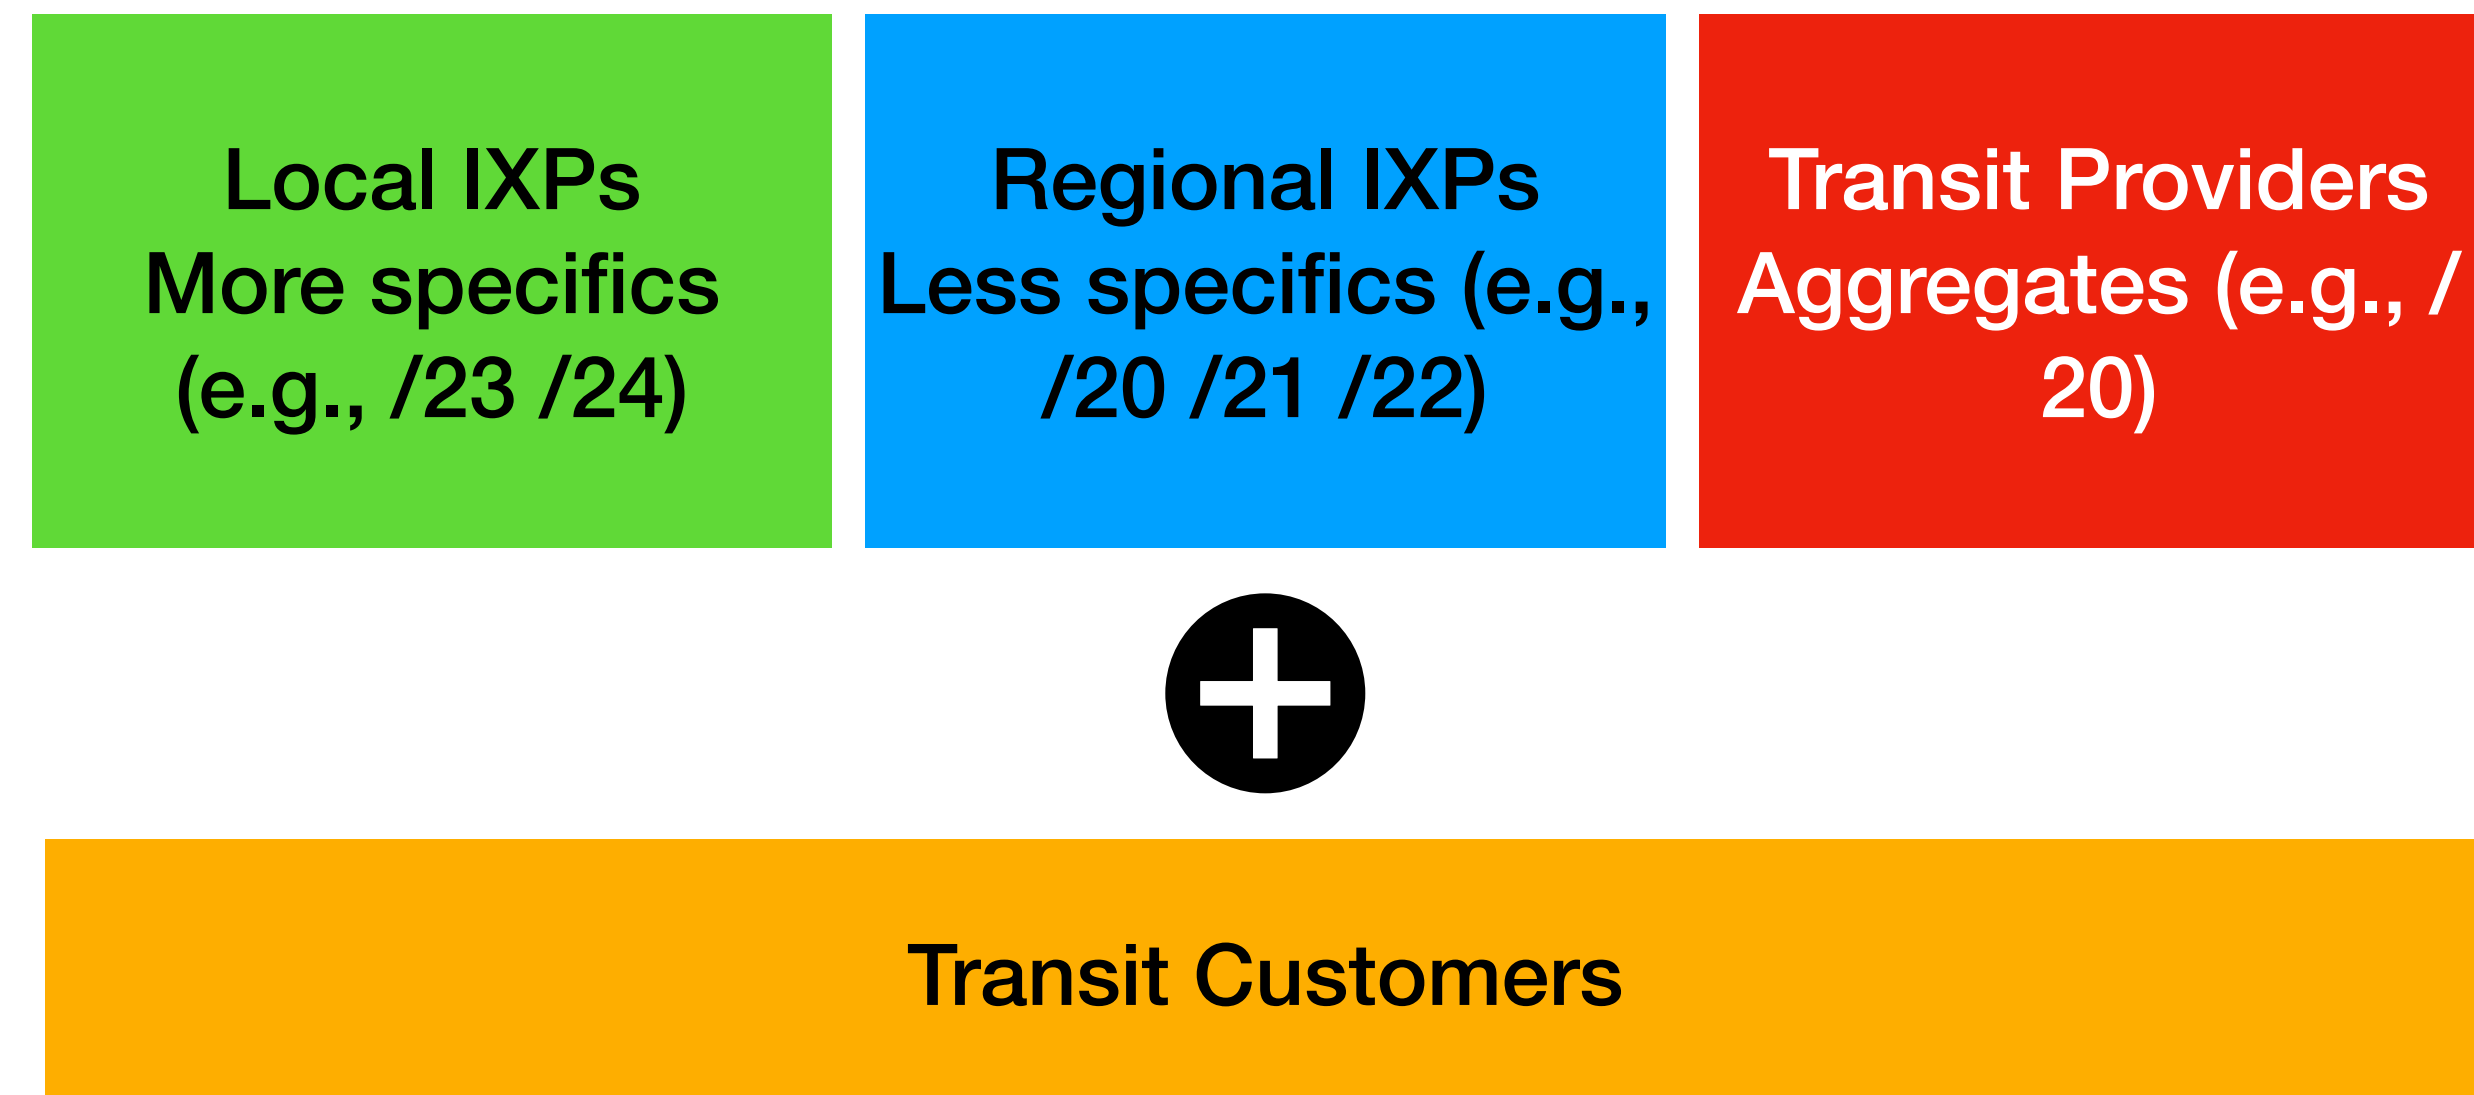 Local IXPs
More specifics
(e.g., /23 /24)
Regional IXPs
Less specifics (e.g.,
/20 /21 /22)
Transit Providers
Aggregates (e.g., /
20)
Transit Customers